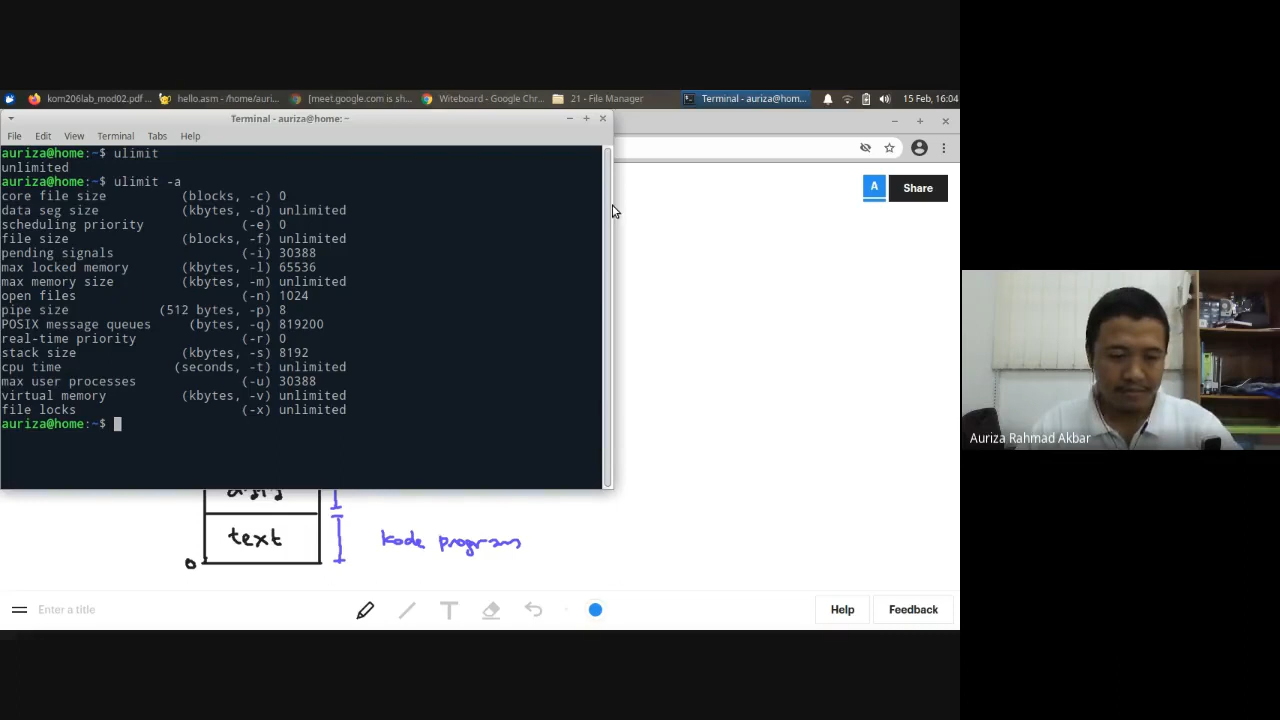 kom206lab_mod02.pdf ... hello.asm - /home/auri... [meet.google.com is sh... Witeboard - Google Chr... 21 - File Manager Terminal - auriza@hom... 15 Feb, 16:04
Terminal - auriza@home: ~
File Edit View Terminal Tabs Help
auriza@home:~$ ulimit
unlimited
auriza@home:~$ ulimit -a
core file size (blocks, -c) 0
data seg size (kbytes, -d) unlimited
scheduling priority (-e) 0
file size (blocks, -f) unlimited
pending signals (-i) 30388
max locked memory (kbytes, -l) 65536
max memory size (kbytes, -m) unlimited
open files (-n) 1024
pipe size (512 bytes, -p) 8
POSIX message queues (bytes, -q) 819200
real-time priority (-r) 0
stack size (kbytes, -s) 8192
cpu time (seconds, -t) unlimited
max user processes (-u) 30388
virtual memory (kbytes, -v) unlimited
file locks (-x) unlimited
auriza@home:~$
A Share
text kode program
0
Enter a title T Help Feedback
Auriza Rahmad Akbar